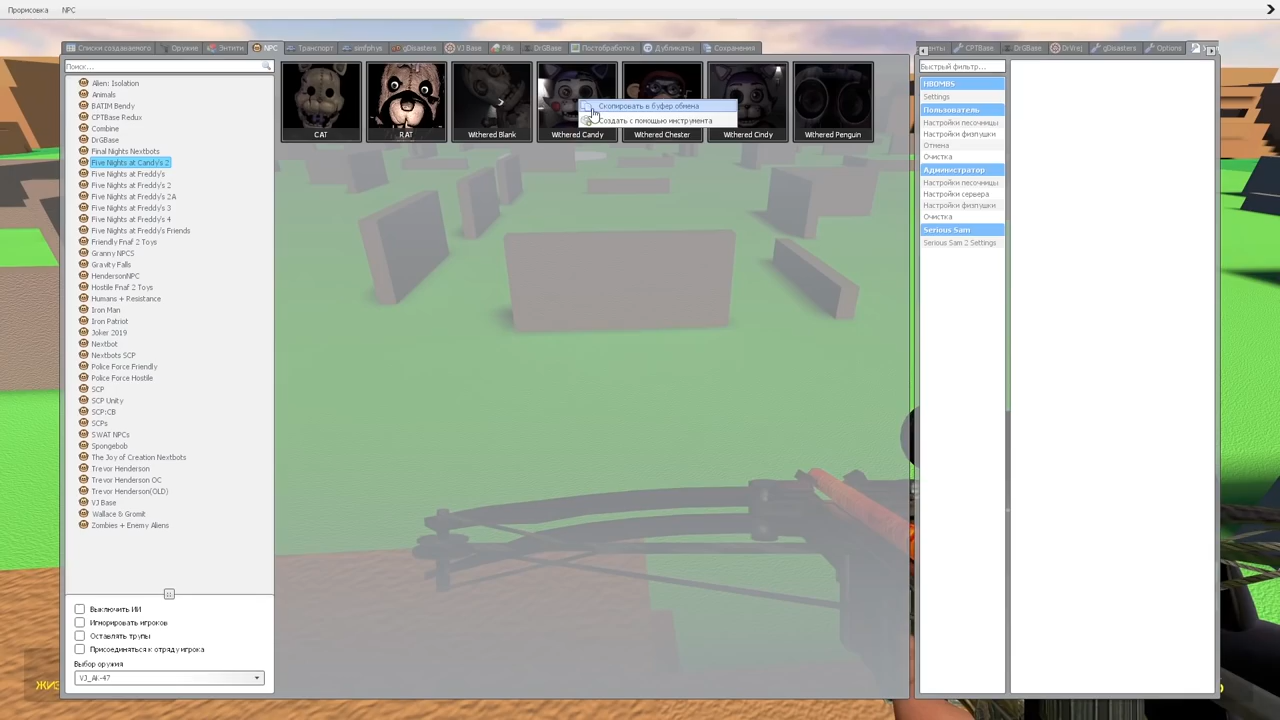 Прорисовка NPC
Списки создаваемого Оружие Энтити NPC Транспорт simfphys gDisasters VJ Base Pills DrGBase Постобработка Дубликаты Сохранения
енты CPTBase DrGBase DrVrej gDisasters Options
Поиск...
Быстрый фильтр...
Alien: Isolation
Animals
BATIM Bendy
CPTBase Redux
Combine
DrGBase
Final Nights Nextbots
Five Nights at Candy's 2
Five Nights at Freddy's
Five Nights at Freddy's 2
Five Nights at Freddy's 2A
Five Nights at Freddy's 3
Five Nights at Freddy's 4
Five Nights at Freddy's Friends
Friendly Fnaf 2 Toys
Granny NPCS
Gravity Falls
HendersonNPC
Hostile Fnaf 2 Toys
Humans + Resistance
Iron Man
Iron Patriot
Joker 2019
Nextbot
Nextbots SCP
Police Force Friendly
Police Force Hostile
SCP
SCP Unity
SCP:CB
SCPs
SWAT NPCs
Spongebob
The Joy of Creation Nextbots
Trevor Henderson
Trevor Henderson OC
Trevor Henderson(OLD)
VJ Base
Wallace & Gromit
Zombies + Enemy Aliens
CAT RAT Withered Blank Withered Candy Withered Chester Withered Cindy Withered Penguin
Скопировать в буфер обмена
Создать с помощью инструмента
HBOMBS
Settings
Пользователь
Настройки песочницы
Настройки физпушки
Отмена
Очистка
Администратор
Настройки песочницы
Настройки сервера
Настройки физпушки
Очистка
Serious Sam
Serious Sam 2 Settings
Выключить ИИ
Игнорировать игроков
Оставлять трупы
Присоединяться к отряду игрока
Выбор оружия
VJ_AK-47